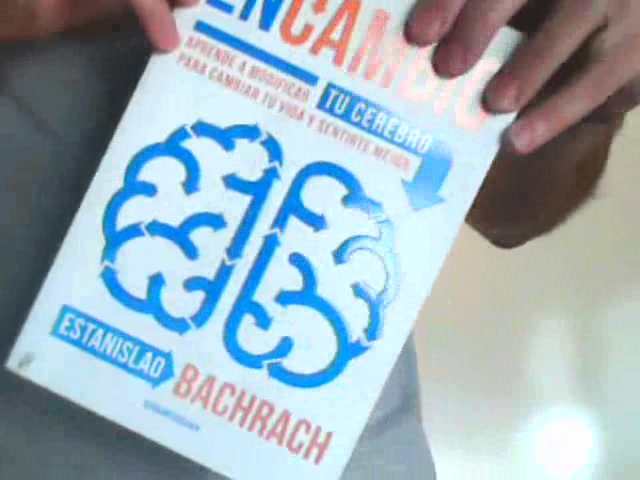 ENCAMBIO
APRENDE A MODIFICAR TU CEREBRO
PARA CAMBIAR TU VIDA Y SENTIRTE MEJOR
ESTANISLAO BACHRACH